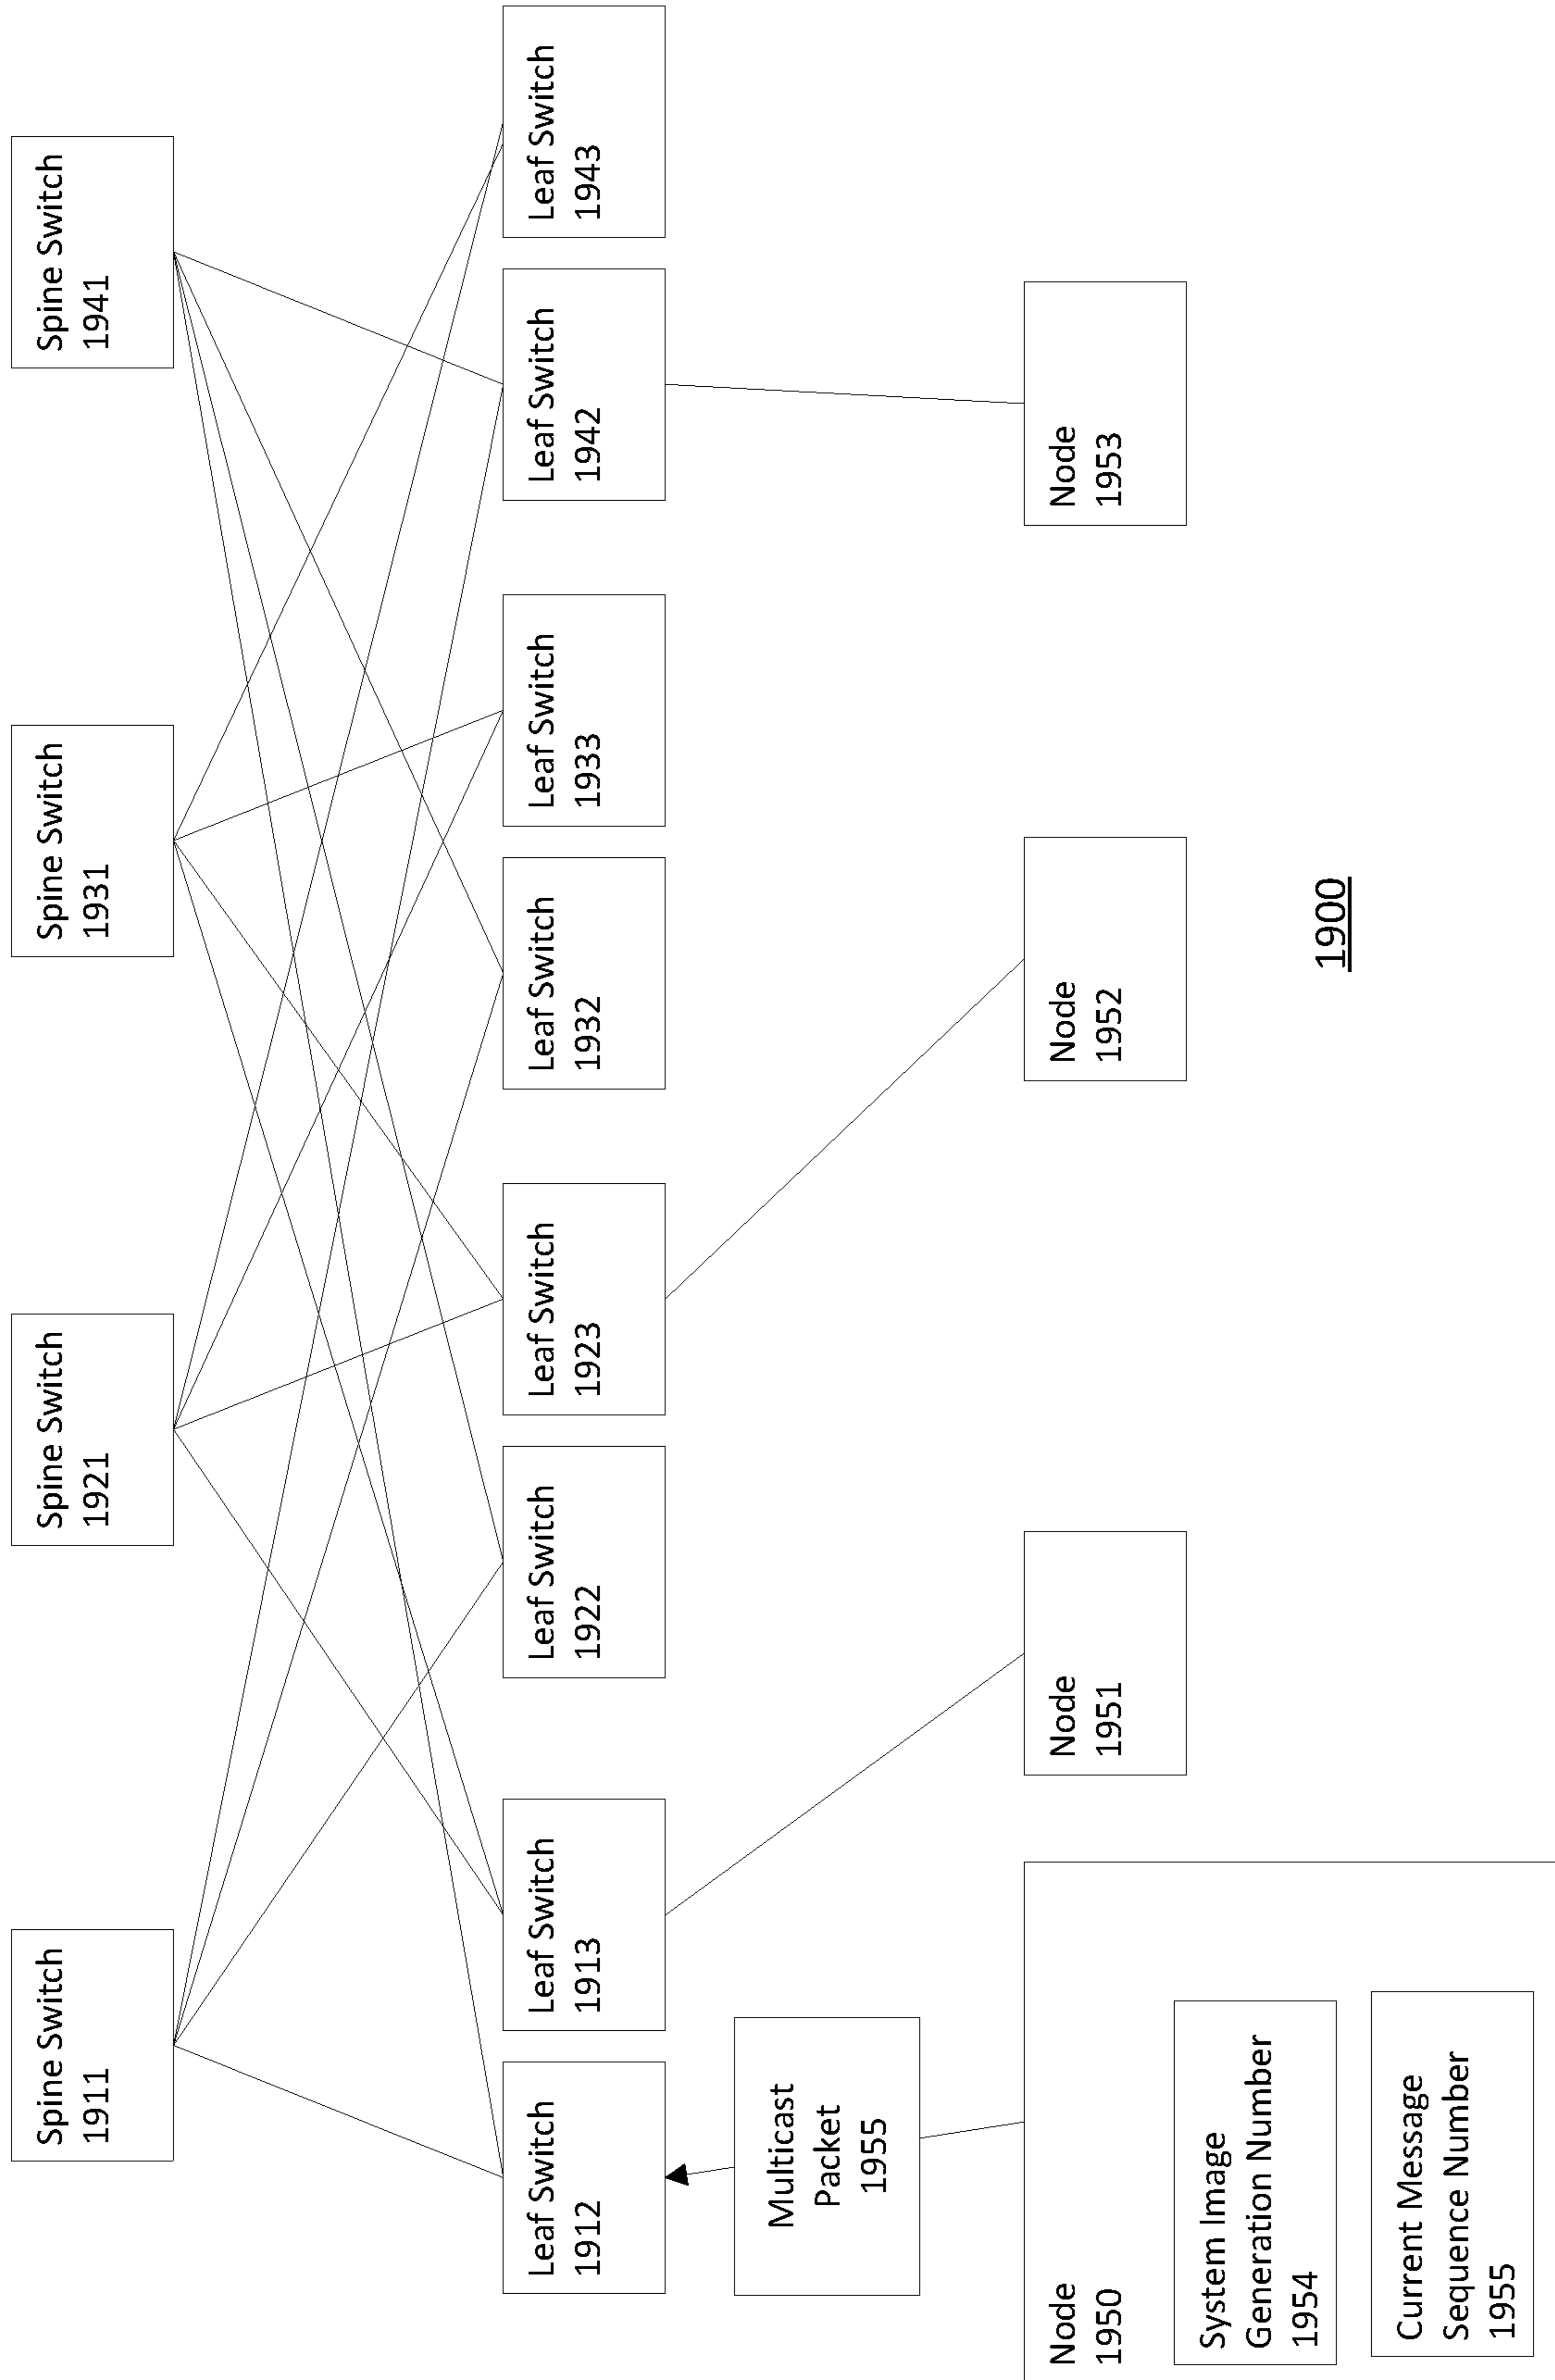 Spine Switch
1911
Spine Switch
1921
Spine Switch
1931
Spine Switch
1941
Leaf Switch
1912
Leaf Switch
1913
Leaf Switch
1922
Leaf Switch
1923
Leaf Switch
1932
Leaf Switch
1933
Leaf Switch
1942
Leaf Switch
1943
Multicast
Packet
1955
Node
1950
System Image
Generation Number
1954
Current Message
Sequence Number
1955
Node
1951
Node
1952
Node
1953
1900